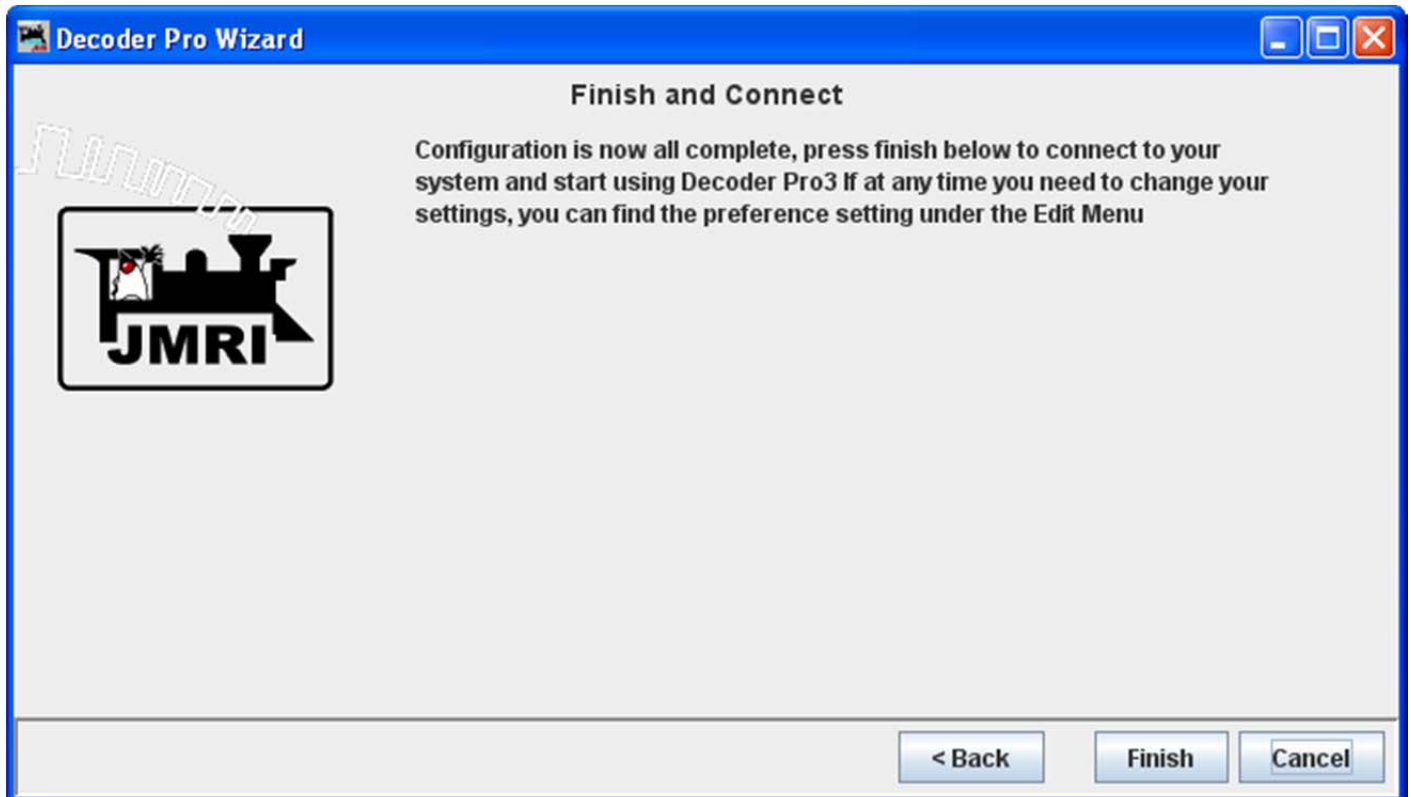 Decoder Pro Wizard
Finish and Connect
Configuration is now all complete, press finish below to connect to your
system and start using Decoder Pro3 If at any time you need to change your
settings, you can find the preference setting under the Edit Menu
JMRI
< Back
Finish
Cancel